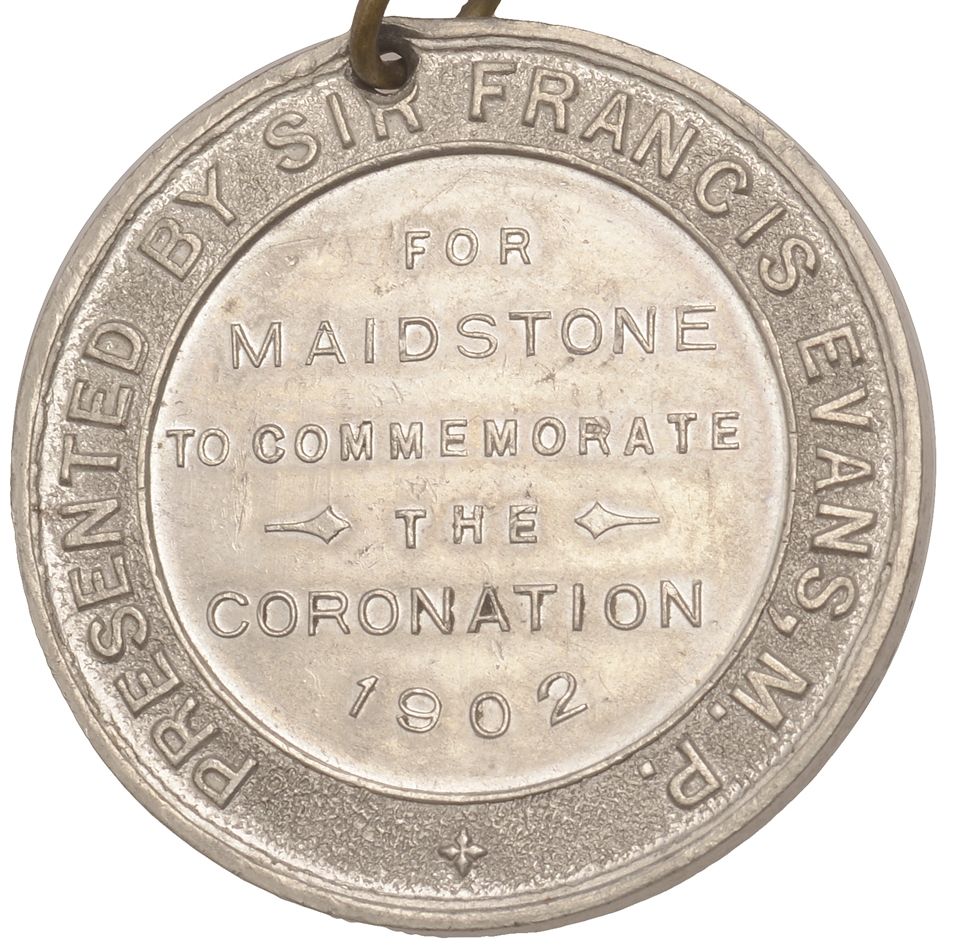 PRESENTED BY SIR FRANCIS EVANS, M.P.
FOR
MAIDSTONE
TO COMMEMORATE
THE
CORONATION
1902